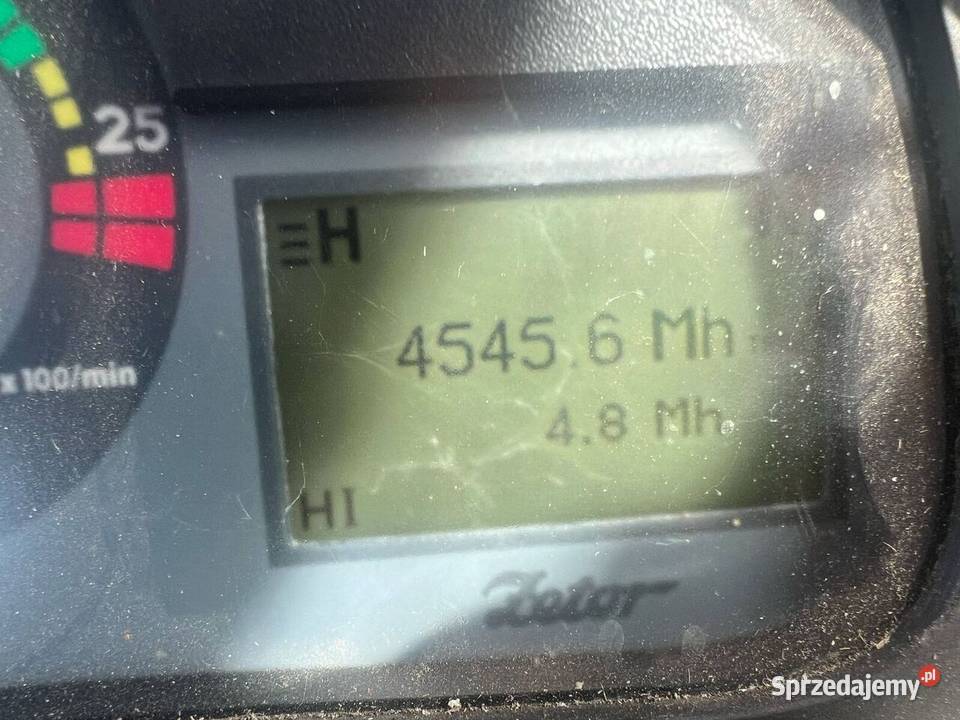 25
x 100/min
H
4545.6 Mh
4.8 Mh
HI
Zetor
Sprzedajemy.pl